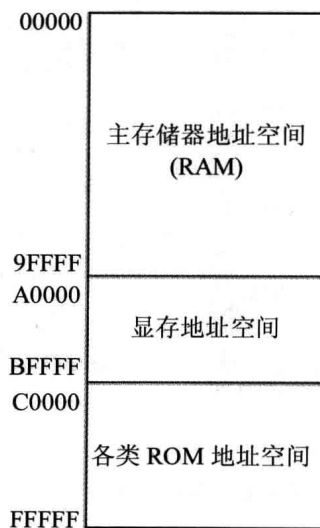 00000
主存储器地址空间
(RAM)
9FFFF
A0000
显存地址空间
BFFFF
C0000
各类 ROM 地址空间
FFFFF